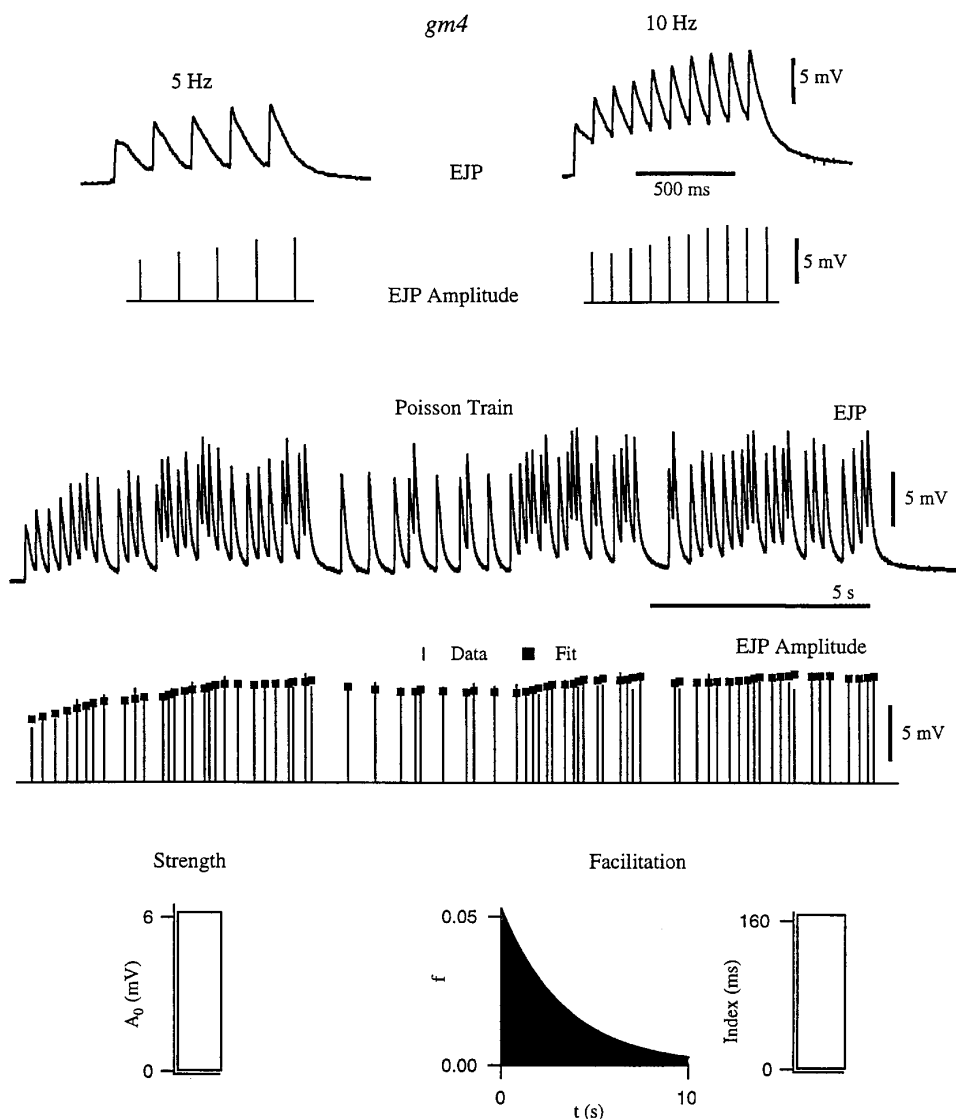 gm4
5 Hz
10 Hz
5 mV
EJP
500 ms
5 mV
EJP Amplitude
Poisson Train
EJP
5 mV
5 s
EJP Amplitude
Data
Fit
5 mV
Strength
Facilitation
6
A0 (mV)
0
0.05
f
0.00
0
10
t (s)
160
Index (ms)
0